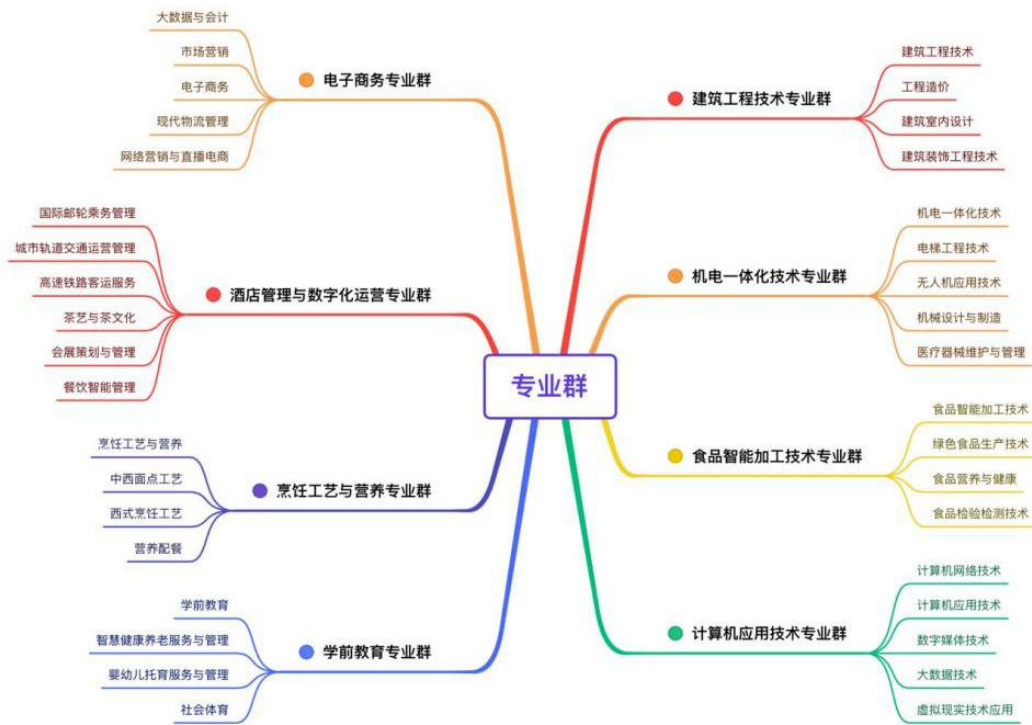 大数据与会计
市场营销
电子商务
现代物流管理
网络营销与直播电商
电子商务专业群
国际邮轮乘务管理
城市轨道交通运营管理
高速铁路客运服务
茶艺与茶文化
会展策划与管理
餐饮智能管理
酒店管理与数字化运营专业群
烹饪工艺与营养
中西面点工艺
西式烹饪工艺
营养配餐
烹饪工艺与营养专业群
学前教育
智慧健康养老服务与管理
婴幼儿托育服务与管理
社会体育
学前教育专业群
专业群
建筑工程技术专业群
建筑工程技术
工程造价
建筑室内设计
建筑装饰工程技术
机电一体化技术专业群
机电一体化技术
电梯工程技术
无人机应用技术
机械设计与制造
医疗器械维护与管理
食品智能加工技术专业群
食品智能加工技术
绿色食品生产技术
食品营养与健康
食品检验检测技术
计算机应用技术专业群
计算机网络技术
计算机应用技术
数字媒体技术
大数据技术
虚拟现实技术应用